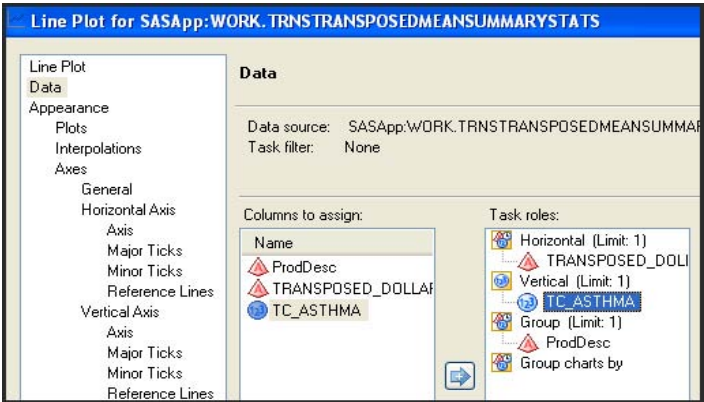 Line Plot for SASApp:WORK.TRNSTRANSPOSEDMEANSUMMARYSTATS
Line Plot
Data
Appearance
Plots
Interpolations
Axes
General
Horizontal Axis
Axis
Major Ticks
Minor Ticks
Reference Lines
Vertical Axis
Axis
Major Ticks
Minor Ticks
Reference Lines
Data
Data source: SASApp:WORK.TRNSTRANSPOSEDMEANSUMMAR
Task filter: None
Columns to assign:
Name
ProdDesc
TRANSPOSED_DOLLAR
TC_ASTHMA
Task roles:
Horizontal (Limit: 1)
TRANSPOSED_DOLL
Vertical (Limit: 1)
TC_ASTHMA
Group (Limit: 1)
ProdDesc
Group charts by